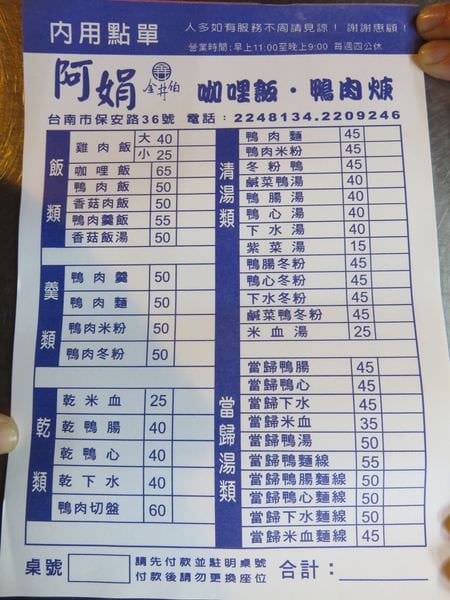 內用點單
人多如有服務不周請見諒！謝謝惠顧！
營業時間：早上11:00至晚上9:00 每週四公休
阿娟 金井伯 咖哩飯・鴨肉焿
台南市保安路36號 電話：2248134.2209246
飯類
雞肉飯 大 40
小 25
咖哩飯 65
鴨肉飯 50
香菇肉飯 50
鴨肉羹飯 55
香菇飯湯 50
羹類
鴨肉羹 50
鴨肉麵 50
鴨肉米粉 50
鴨肉冬粉 50
乾類
乾米血 25
乾鴨腸 40
乾鴨心 40
乾下水 40
鴨肉切盤 60
清湯類
鴨肉麵 45
鴨肉米粉 45
冬粉鴨 45
鹹菜鴨湯 45
鴨腸湯 45
鴨心湯 45
下水湯 45
紫菜湯 15
鴨腸冬粉 45
鴨心冬粉 45
下水冬粉 45
鹹菜鴨冬粉 45
米血湯 25
當歸湯類
當歸鴨腸 45
當歸鴨心 45
當歸下水 45
當歸米血 35
當歸鴨湯 50
當歸鴨麵線 55
當歸鴨腸麵線 50
當歸鴨心麵線 50
當歸下水麵線 50
當歸米血麵線 45
桌號
請先付款並註明桌號
付款後請勿更換座位
合計：